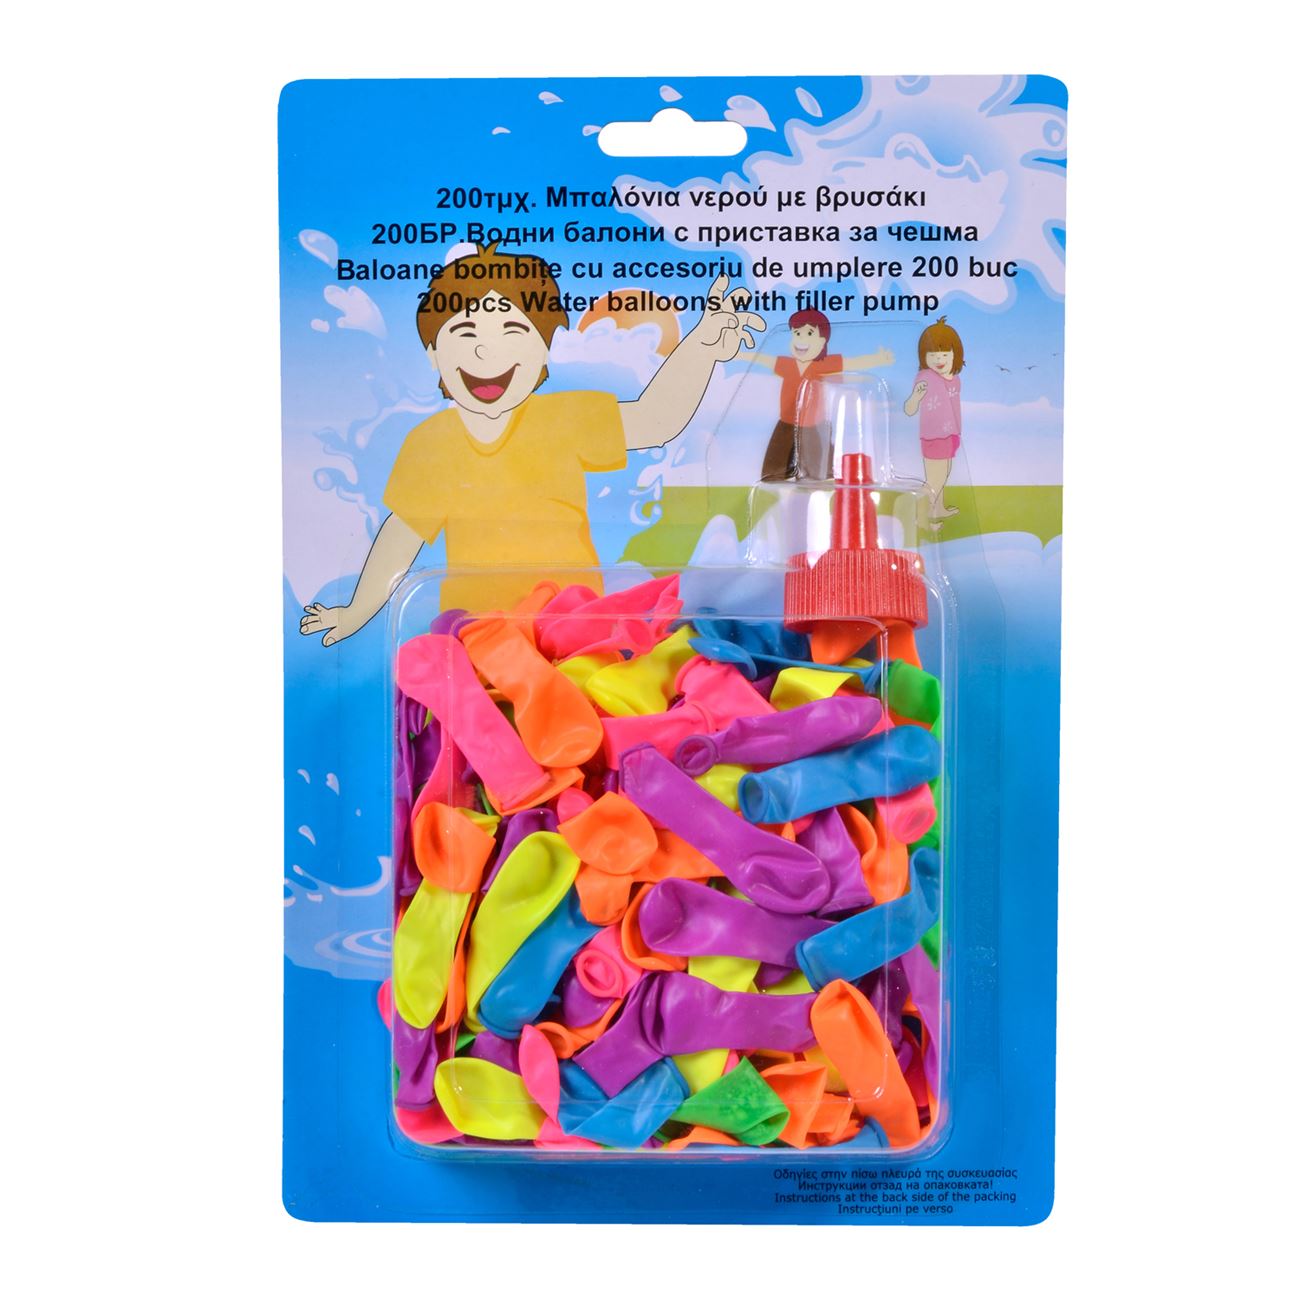 200τμχ. Μπαλόνια νερού με βρυσάκι
200БР.Водни балони с приставка за чешма
Baloane bombițe cu accesoriu de umplere 200 buc
200pcs Water balloons with filler pump
Οδηγίες στην πίσω πλευρά της συσκευασίας
Инструкции отзад на опаковката!
Instructions at the back side of the packing
Instrucţiuni pe verso